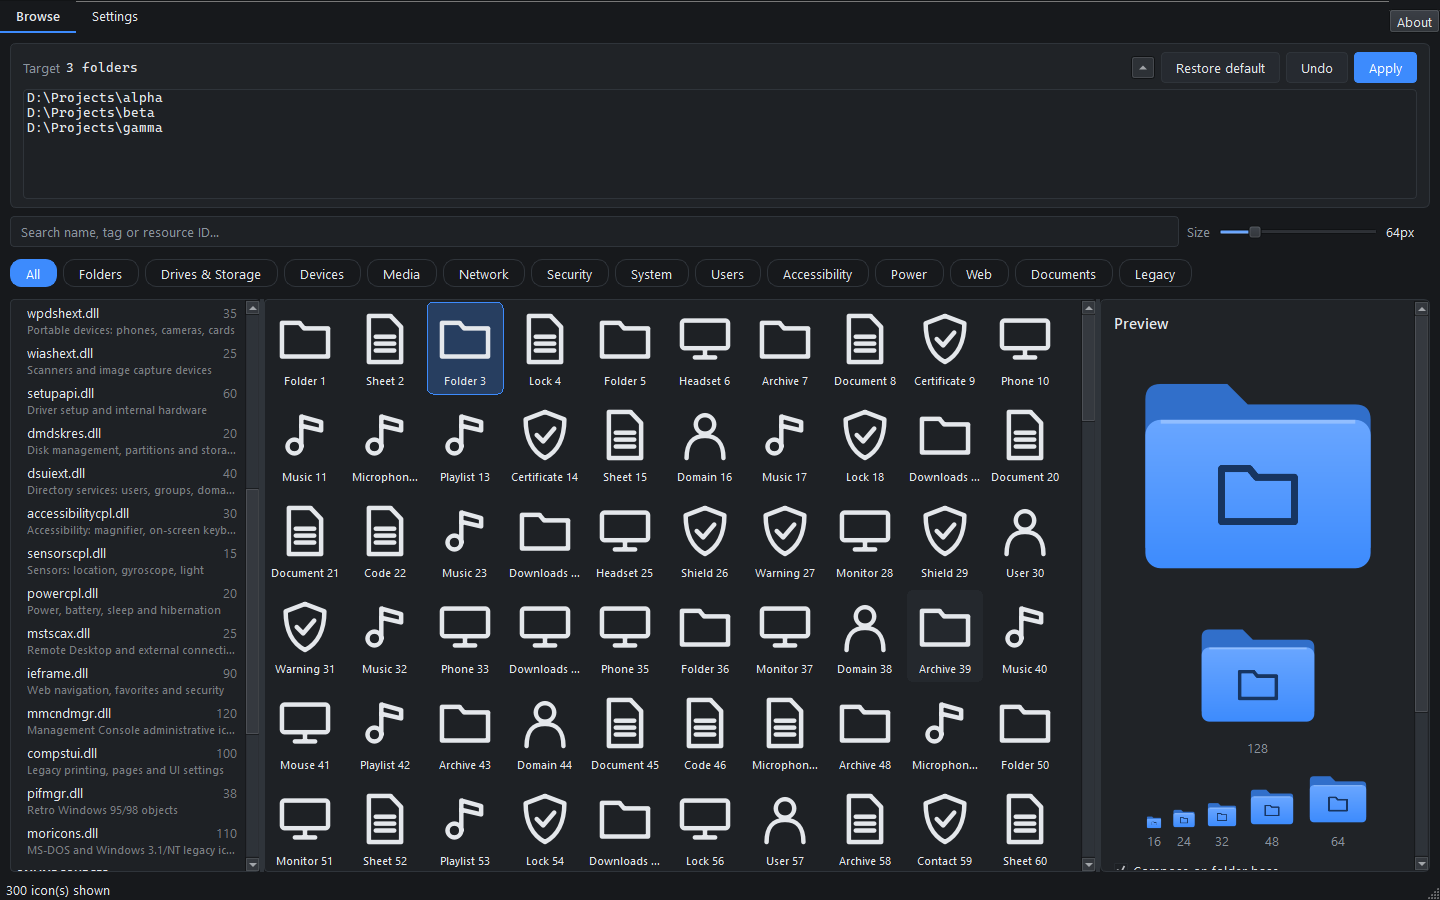 Browse Settings
About
Target 3 folders Restore default Undo Apply
D:\Projects\alpha
D:\Projects\beta
D:\Projects\gamma
Search name, tag or resource ID... Size 64px
All Folders Drives & Storage Devices Media Network Security System Users Accessibility Power Web Documents Legacy
wpdshext.dll 35
Portable devices: phones, cameras, cards
wiashext.dll 25
Scanners and image capture devices
setupapi.dll 60
Driver setup and internal hardware
dmdskres.dll 20
Disk management, partitions and stora...
dsuiext.dll 40
Directory services: users, groups, doma...
accessibilitycpl.dll 30
Accessibility: magnifier, on-screen keyb...
sensorscpl.dll 15
Sensors: location, gyroscope, light
powercpl.dll 20
Power, battery, sleep and hibernation
mstscax.dll 25
Remote Desktop and external connecti...
ieframe.dll 90
Web navigation, favorites and security
mmcndmgr.dll 120
Management Console administrative ic...
compstui.dll 100
Legacy printing, pages and UI settings
pifmgr.dll 38
Retro Windows 95/98 objects
moricons.dll 110
MS-DOS and Windows 3.1/NT legacy ic...
Folder 1 Sheet 2 Folder 3 Lock 4 Folder 5 Headset 6 Archive 7 Document 8 Certificate 9 Phone 10
Music 11 Microphon... Playlist 13 Certificate 14 Sheet 15 Domain 16 Music 17 Lock 18 Downloads ... Document 20
Document 21 Code 22 Music 23 Downloads ... Headset 25 Shield 26 Warning 27 Monitor 28 Shield 29 User 30
Warning 31 Music 32 Phone 33 Downloads ... Phone 35 Folder 36 Monitor 37 Domain 38 Archive 39 Music 40
Mouse 41 Playlist 42 Archive 43 Domain 44 Document 45 Code 46 Microphon... Archive 48 Microphon... Folder 50
Monitor 51 Sheet 52 Playlist 53 Lock 54 Downloads ... Lock 56 User 57 Archive 58 Contact 59 Sheet 60
Preview
128
16 24 32 48 64
300 icon(s) shown